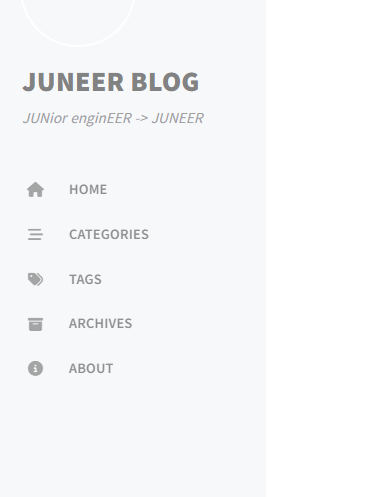 JUNEER BLOG
JUNior enginEER -> JUNEER
HOME
CATEGORIES
TAGS
ARCHIVES
ABOUT